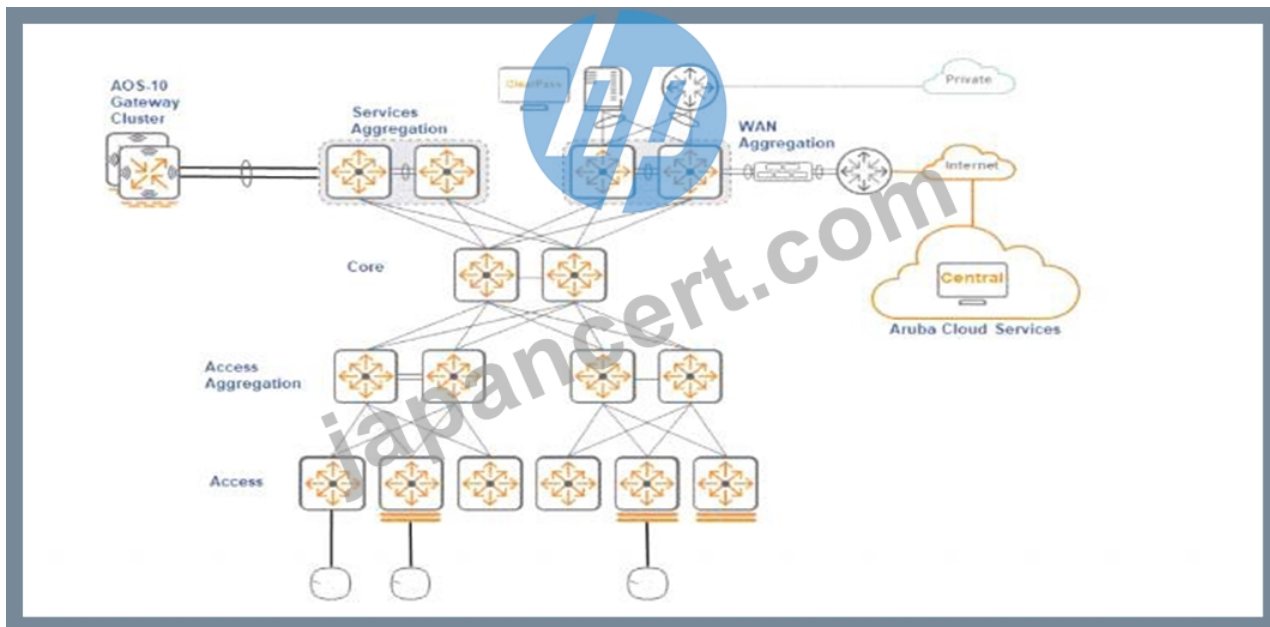 AOS-10
Gateway
Cluster
Services
Aggregation
ClearPass
hp
WAN
Aggregation
Private
Internet
Core
Central
Aruba Cloud Services
Access
Aggregation
Access
japancert.com